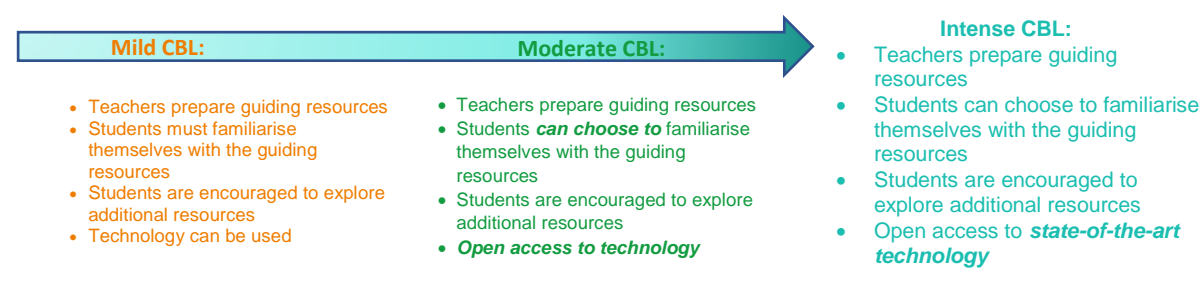 Mild CBL:
• Teachers prepare guiding resources
• Students must familiarise
themselves with the guiding
resources
• Students are encouraged to explore
additional resources
• Technology can be used
Moderate CBL:
• Teachers prepare guiding resources
• Students can choose to familiarise
themselves with the guiding
resources
• Students are encouraged to explore
additional resources
• Open access to technology
Intense CBL:
• Teachers prepare guiding
resources
• Students can choose to familiarise
themselves with the guiding
resources
• Students are encouraged to
explore additional resources
• Open access to state-of-the-art
technology